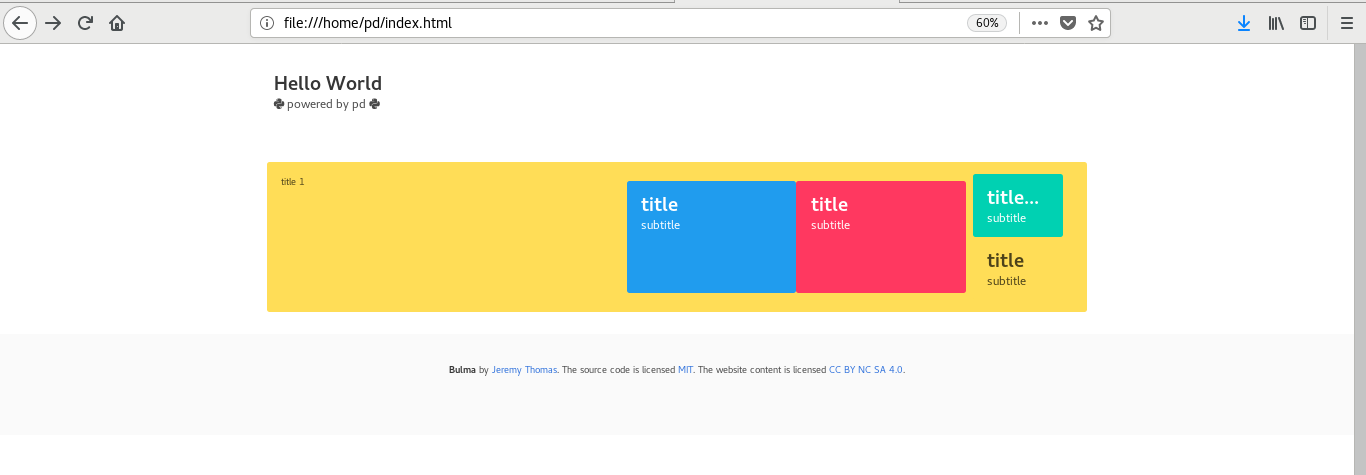 file:///home/pd/index.html
60%
Hello World
powered by pd
title 1
title
subtitle
title
subtitle
title...
subtitle
title
subtitle
Bulma by Jeremy Thomas. The source code is licensed MIT. The website content is licensed CC BY NC SA 4.0.